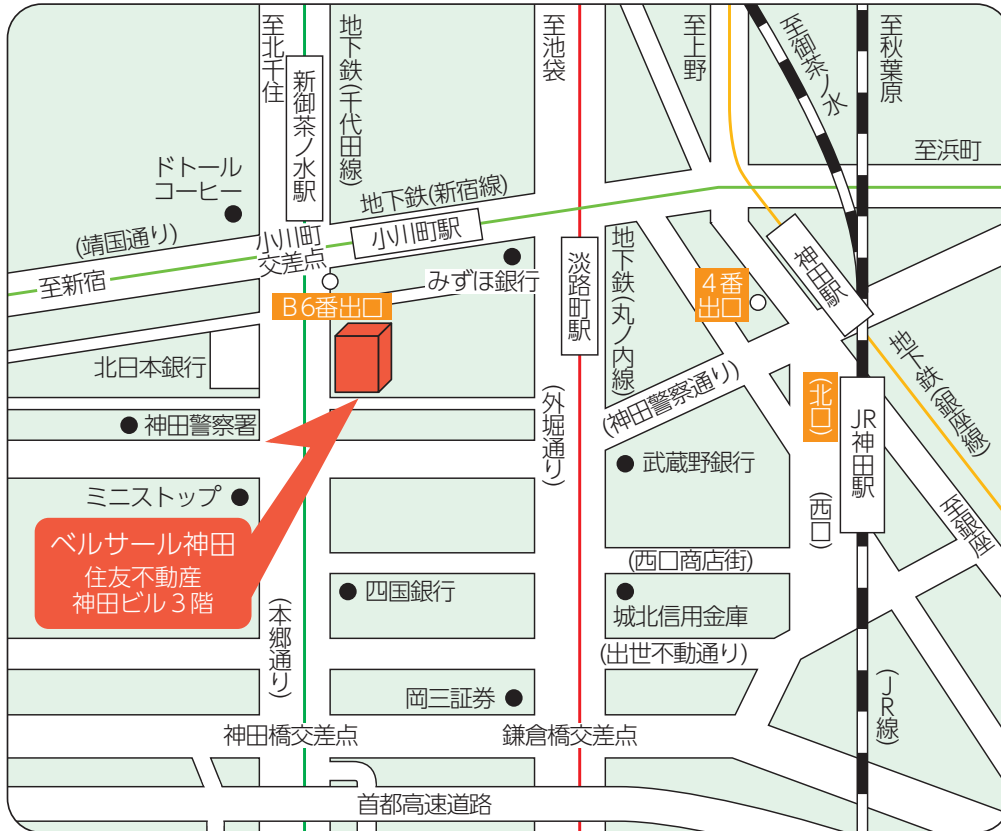 至北千住
地下鉄(千代田線)
新御茶ノ水駅
至池袋
至上野
至御茶ノ水
至秋葉原
至浜町
ドトール
コーヒー
地下鉄(新宿線)
(靖国通り)
小川町
交差点
小川町駅
至新宿
みずほ銀行
B6番出口
淡路町駅
地下鉄(丸ノ内線)
4番
出口
神田駅
地下鉄(銀座線)
北日本銀行
神田警察署
(外堀通り)
(神田警察通り)
(北口)
JR神田駅
武蔵野銀行
ミニストップ
(西口)
至銀座
ベルサール神田
住友不動産
神田ビル3階
(西口商店街)
四国銀行
城北信用金庫
(本郷通り)
(出世不動通り)
岡三証券
(JR線)
神田橋交差点
鎌倉橋交差点
首都高速道路